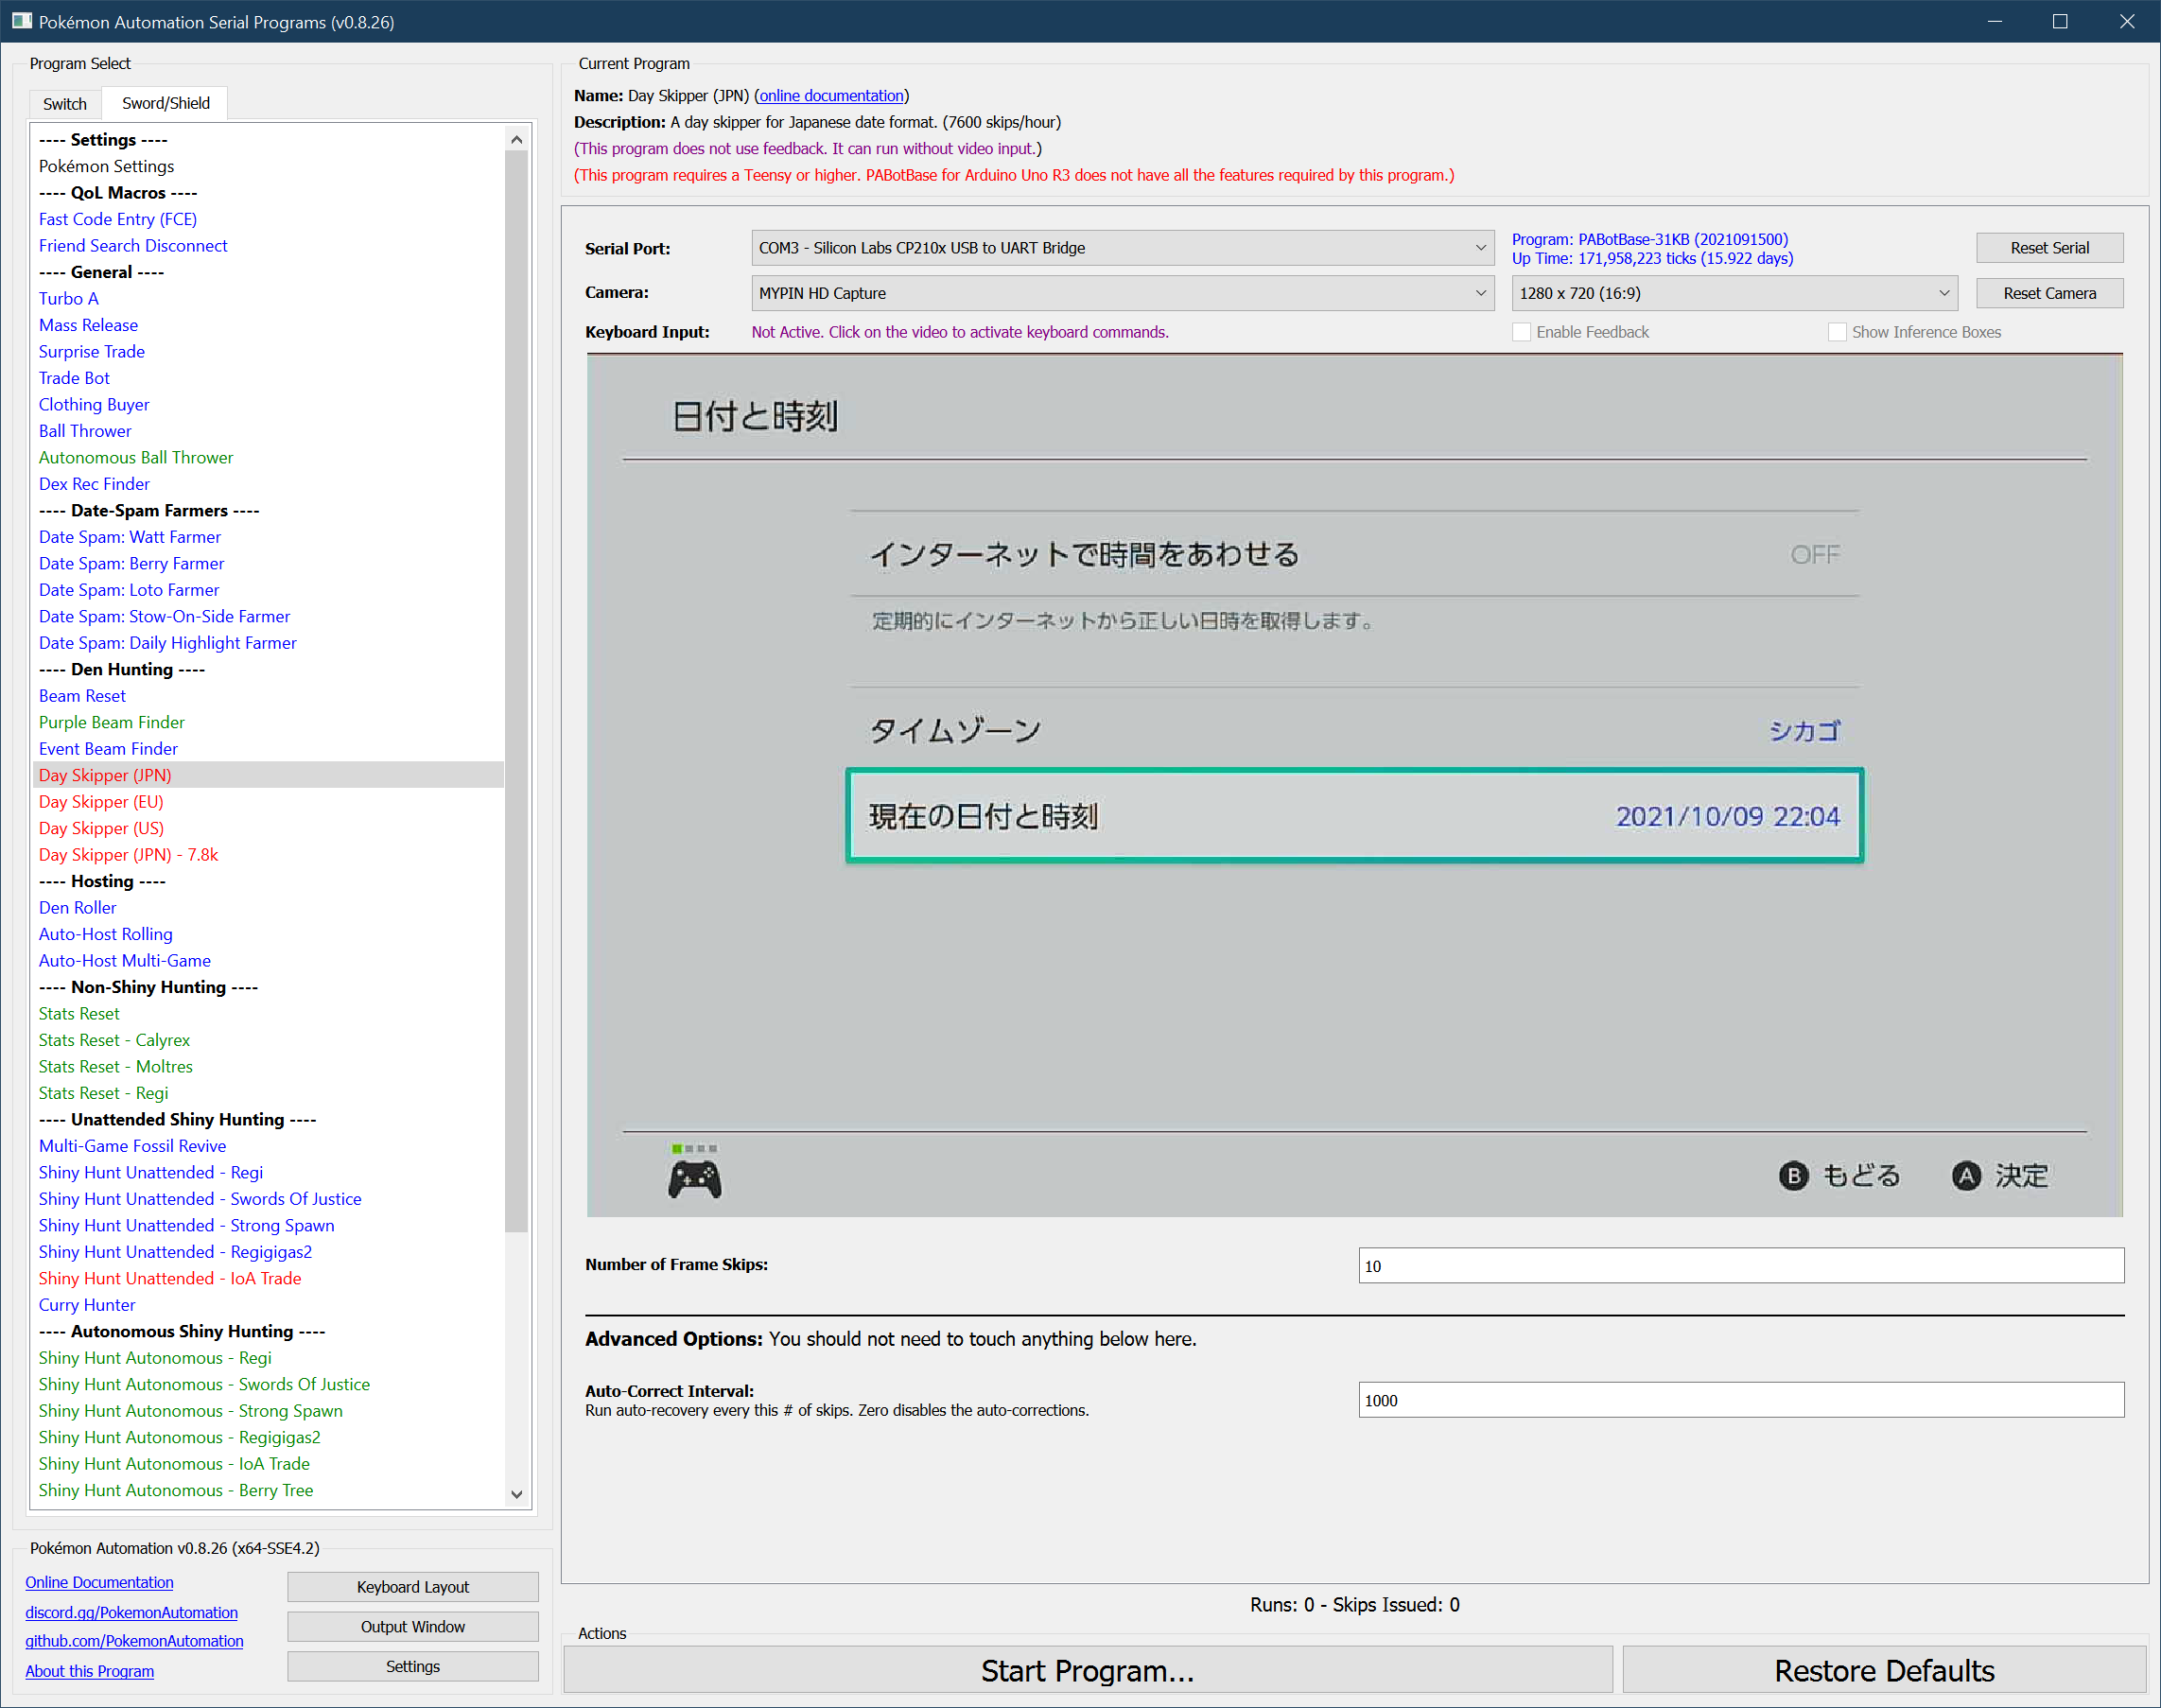 Pokémon Automation Serial Programs (v0.8.26)
Program Select
Switch
Sword/Shield
---- Settings ----
Pokémon Settings
---- QoL Macros ----
Fast Code Entry (FCE)
Friend Search Disconnect
---- General ----
Turbo A
Mass Release
Surprise Trade
Trade Bot
Clothing Buyer
Ball Thrower
Autonomous Ball Thrower
Dex Rec Finder
---- Date-Spam Farmers ----
Date Spam: Watt Farmer
Date Spam: Berry Farmer
Date Spam: Loto Farmer
Date Spam: Stow-On-Side Farmer
Date Spam: Daily Highlight Farmer
---- Den Hunting ----
Beam Reset
Purple Beam Finder
Event Beam Finder
Day Skipper (JPN)
Day Skipper (EU)
Day Skipper (US)
Day Skipper (JPN) - 7.8k
---- Hosting ----
Den Roller
Auto-Host Rolling
Auto-Host Multi-Game
---- Non-Shiny Hunting ----
Stats Reset
Stats Reset - Calyrex
Stats Reset - Moltres
Stats Reset - Regi
---- Unattended Shiny Hunting ----
Multi-Game Fossil Revive
Shiny Hunt Unattended - Regi
Shiny Hunt Unattended - Swords Of Justice
Shiny Hunt Unattended - Strong Spawn
Shiny Hunt Unattended - Regigigas2
Shiny Hunt Unattended - IoA Trade
Curry Hunter
---- Autonomous Shiny Hunting ----
Shiny Hunt Autonomous - Regi
Shiny Hunt Autonomous - Swords Of Justice
Shiny Hunt Autonomous - Strong Spawn
Shiny Hunt Autonomous - Regigigas2
Shiny Hunt Autonomous - IoA Trade
Shiny Hunt Autonomous - Berry Tree
Pokémon Automation v0.8.26 (x64-SSE4.2)
Online Documentation
discord.gg/PokemonAutomation
github.com/PokemonAutomation
About this Program
Keyboard Layout
Output Window
Settings
Current Program
Name: Day Skipper (JPN) (online documentation)
Description: A day skipper for Japanese date format. (7600 skips/hour)
(This program does not use feedback. It can run without video input.)
(This program requires a Teensy or higher. PABotBase for Arduino Uno R3 does not have all the features required by this program.)
Serial Port: COM3 - Silicon Labs CP210x USB to UART Bridge
Program: PABotBase-31KB (2021091500)
Up Time: 171,958,223 ticks (15.922 days)
Reset Serial
Camera: MYPIN HD Capture
1280 x 720 (16:9)
Reset Camera
Keyboard Input: Not Active. Click on the video to activate keyboard commands.
Enable Feedback
Show Inference Boxes
日付と時刻
インターネットで時間をあわせる OFF
定期的にインターネットから正しい日時を取得します。
タイムゾーン シカゴ
現在の日付と時刻 2021/10/09 22:04
B もどる A 決定
Number of Frame Skips: 10
Advanced Options: You should not need to touch anything below here.
Auto-Correct Interval:
Run auto-recovery every this # of skips. Zero disables the auto-corrections.
1000
Runs: 0 - Skips Issued: 0
Actions
Start Program...
Restore Defaults